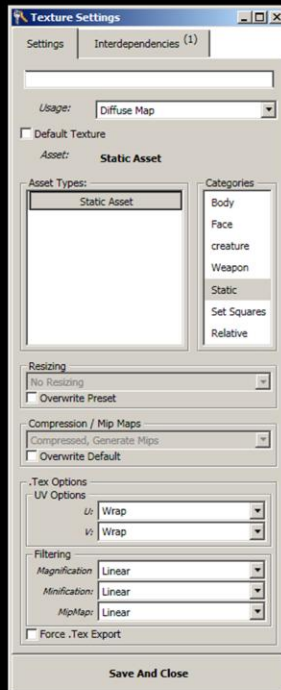 Texture Settings
Settings
Interdependencies (1)
Usage: Diffuse Map
Default Texture
Asset: Static Asset
Asset Types:
Static Asset
Categories
Body
Face
creature
Weapon
Static
Set Squares
Relative
Resizing
No Resizing
Overwrite Preset
Compression / Mip Maps
Compressed, Generate Mips
Overwrite Default
.Tex Options
UV Options
U: Wrap
V: Wrap
Filtering
Magnification Linear
Minification: Linear
MipMap: Linear
Force .Tex Export
Save And Close